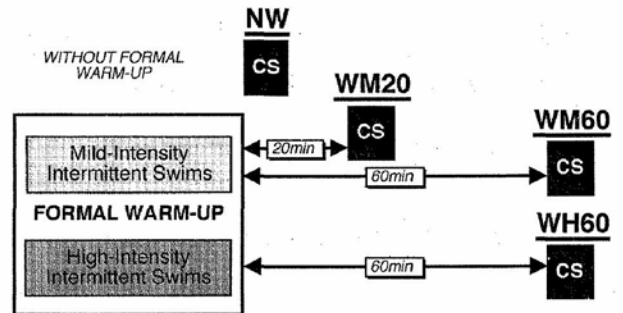 NW
WITHOUT FORMAL
WARM-UP
CS
WM20
CS
20min
WM60
CS
60min
Mild-Intensity
Intermittent Swims
FORMAL WARM-UP
High-Intensity
Intermittent Swims
WH60
CS
60min